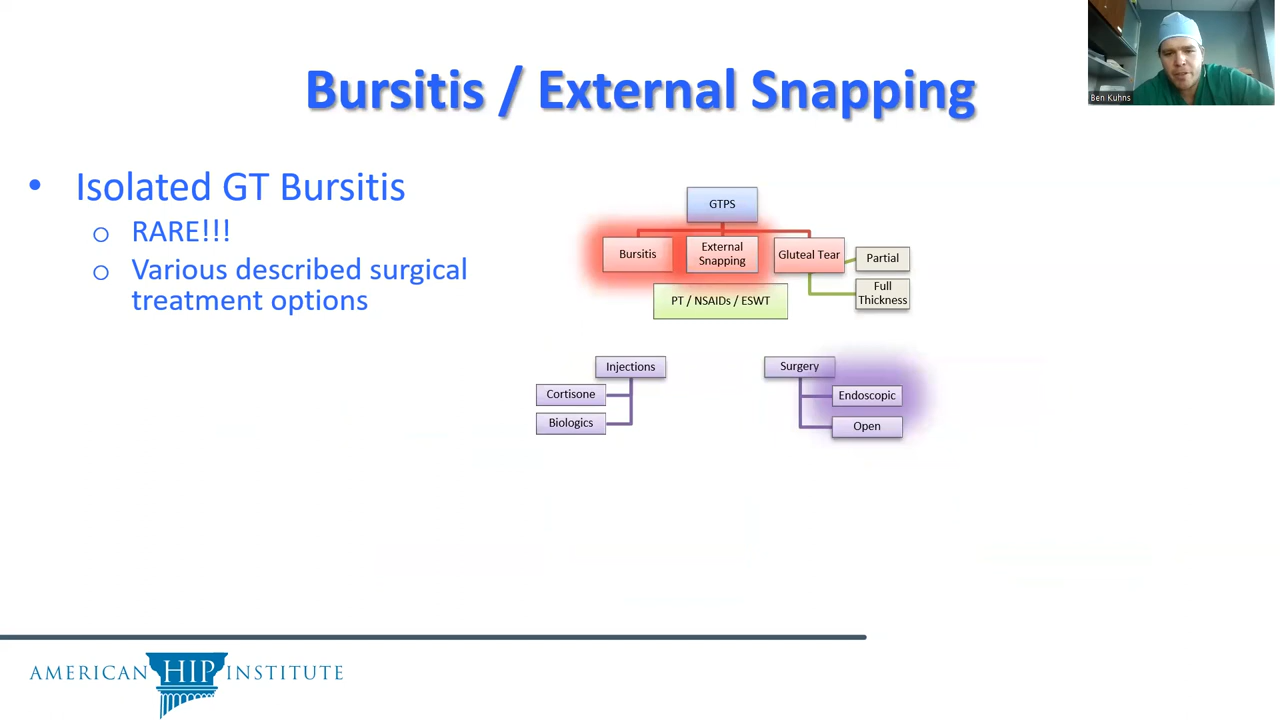 Bursitis / External Snapping
Ben Kuhns
• Isolated GT Bursitis
o RARE!!!
o Various described surgical
treatment options
GTPS
Bursitis
External
Snapping
Gluteal Tear
Partial
Full
Thickness
PT / NSAIDs / ESWT
Injections
Cortisone
Biologics
Surgery
Endoscopic
Open
AMERICAN HIP INSTITUTE